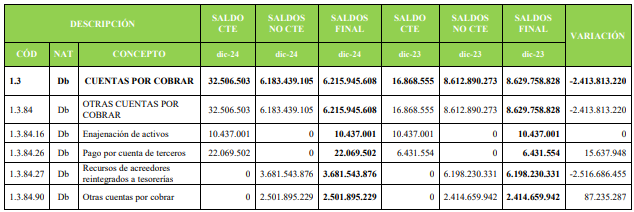 DESCRIPCIÓN SALDO CTE SALDOS NO CTE SALDOS FINAL SALDO CTE SALDOS NO CTE SALDOS FINAL VARIACIÓN
CÓD NAT CONCEPTO dic-24 dic-24 dic-24 dic-23 dic-23 dic-23
1.3 Db CUENTAS POR COBRAR 32.506.503 6.183.439.105 6.215.945.608 16.868.555 8.612.890.273 8.629.758.828 -2.413.813.220
1.3.84 Db OTRAS CUENTAS POR COBRAR 32.506.503 6.183.439.105 6.215.945.608 16.868.555 8.612.890.273 8.629.758.828 -2.413.813.220
1.3.84.16 Db Enajenación de activos 10.437.001 0 10.437.001 10.437.001 0 10.437.001 0
1.3.84.26 Db Pago por cuenta de terceros 22.069.502 0 22.069.502 6.431.554 0 6.431.554 15.637.948
1.3.84.27 Db Recursos de acreedores reintegrados a tesorerías 0 3.681.543.876 3.681.543.876 0 6.198.230.331 6.198.230.331 -2.516.686.455
1.3.84.90 Db Otras cuentas por cobrar 0 2.501.895.229 2.501.895.229 0 2.414.659.942 2.414.659.942 87.235.287